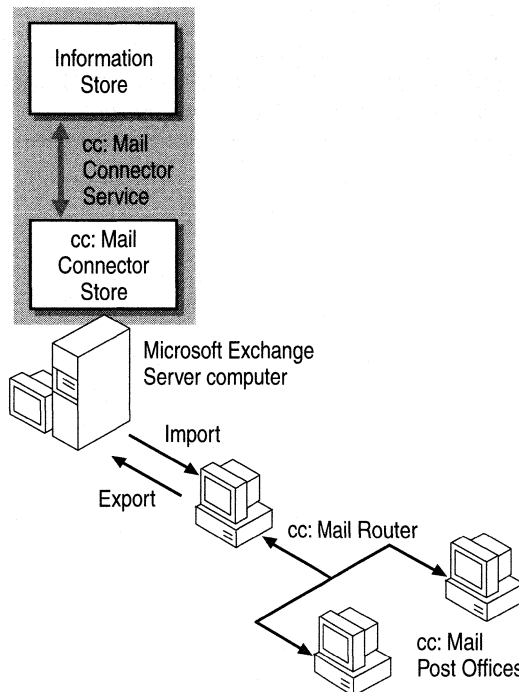 Information
Store
cc: Mail
Connector
Service
cc: Mail
Connector
Store
Microsoft Exchange
Server computer
Import
Export
cc: Mail Router
cc: Mail
Post Offices